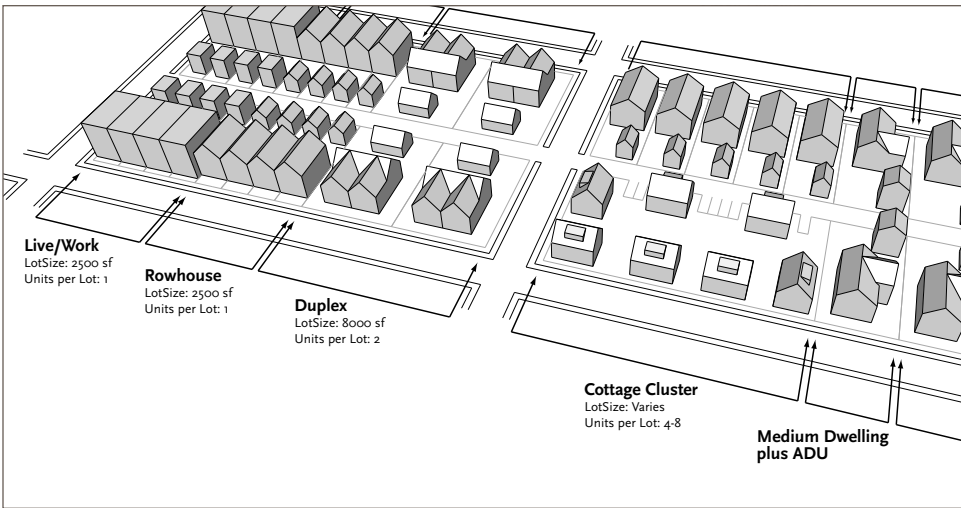 Live/Work
LotSize: 2500 sf
Units per Lot: 1
Rowhouse
LotSize: 2500 sf
Units per Lot: 1
Duplex
LotSize: 8000 sf
Units per Lot: 2
Cottage Cluster
LotSize: Varies
Units per Lot: 4-8
Medium Dwelling
plus ADU